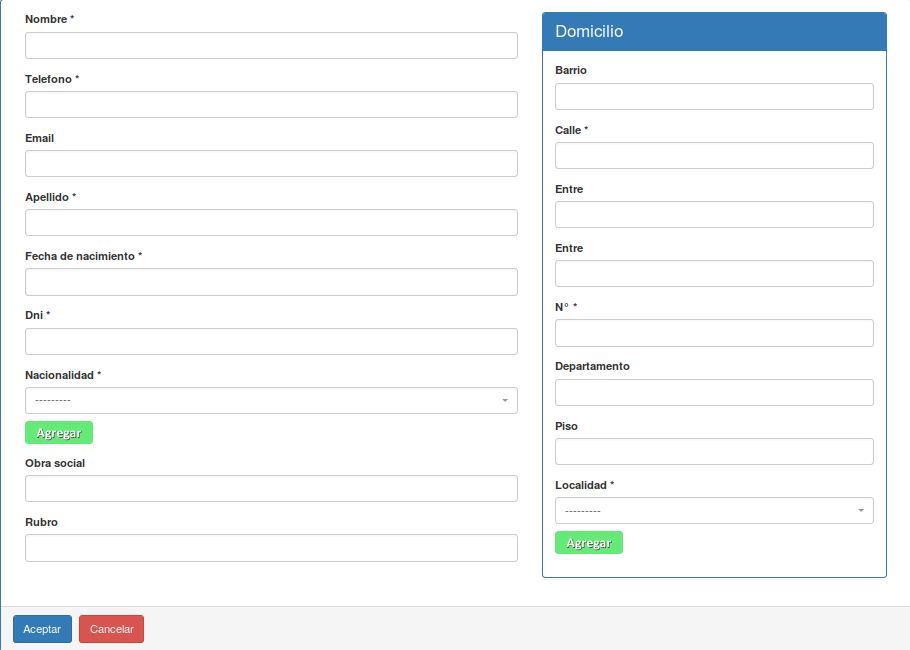 Nombre *
Telefono *
Email
Apellido *
Fecha de nacimiento *
Dni *
Nacionalidad *
---------
Agregar
Obra social
Rubro
Domicilio
Barrio
Calle *
Entre
Entre
N° *
Departamento
Piso
Localidad *
---------
Agregar
Aceptar
Cancelar